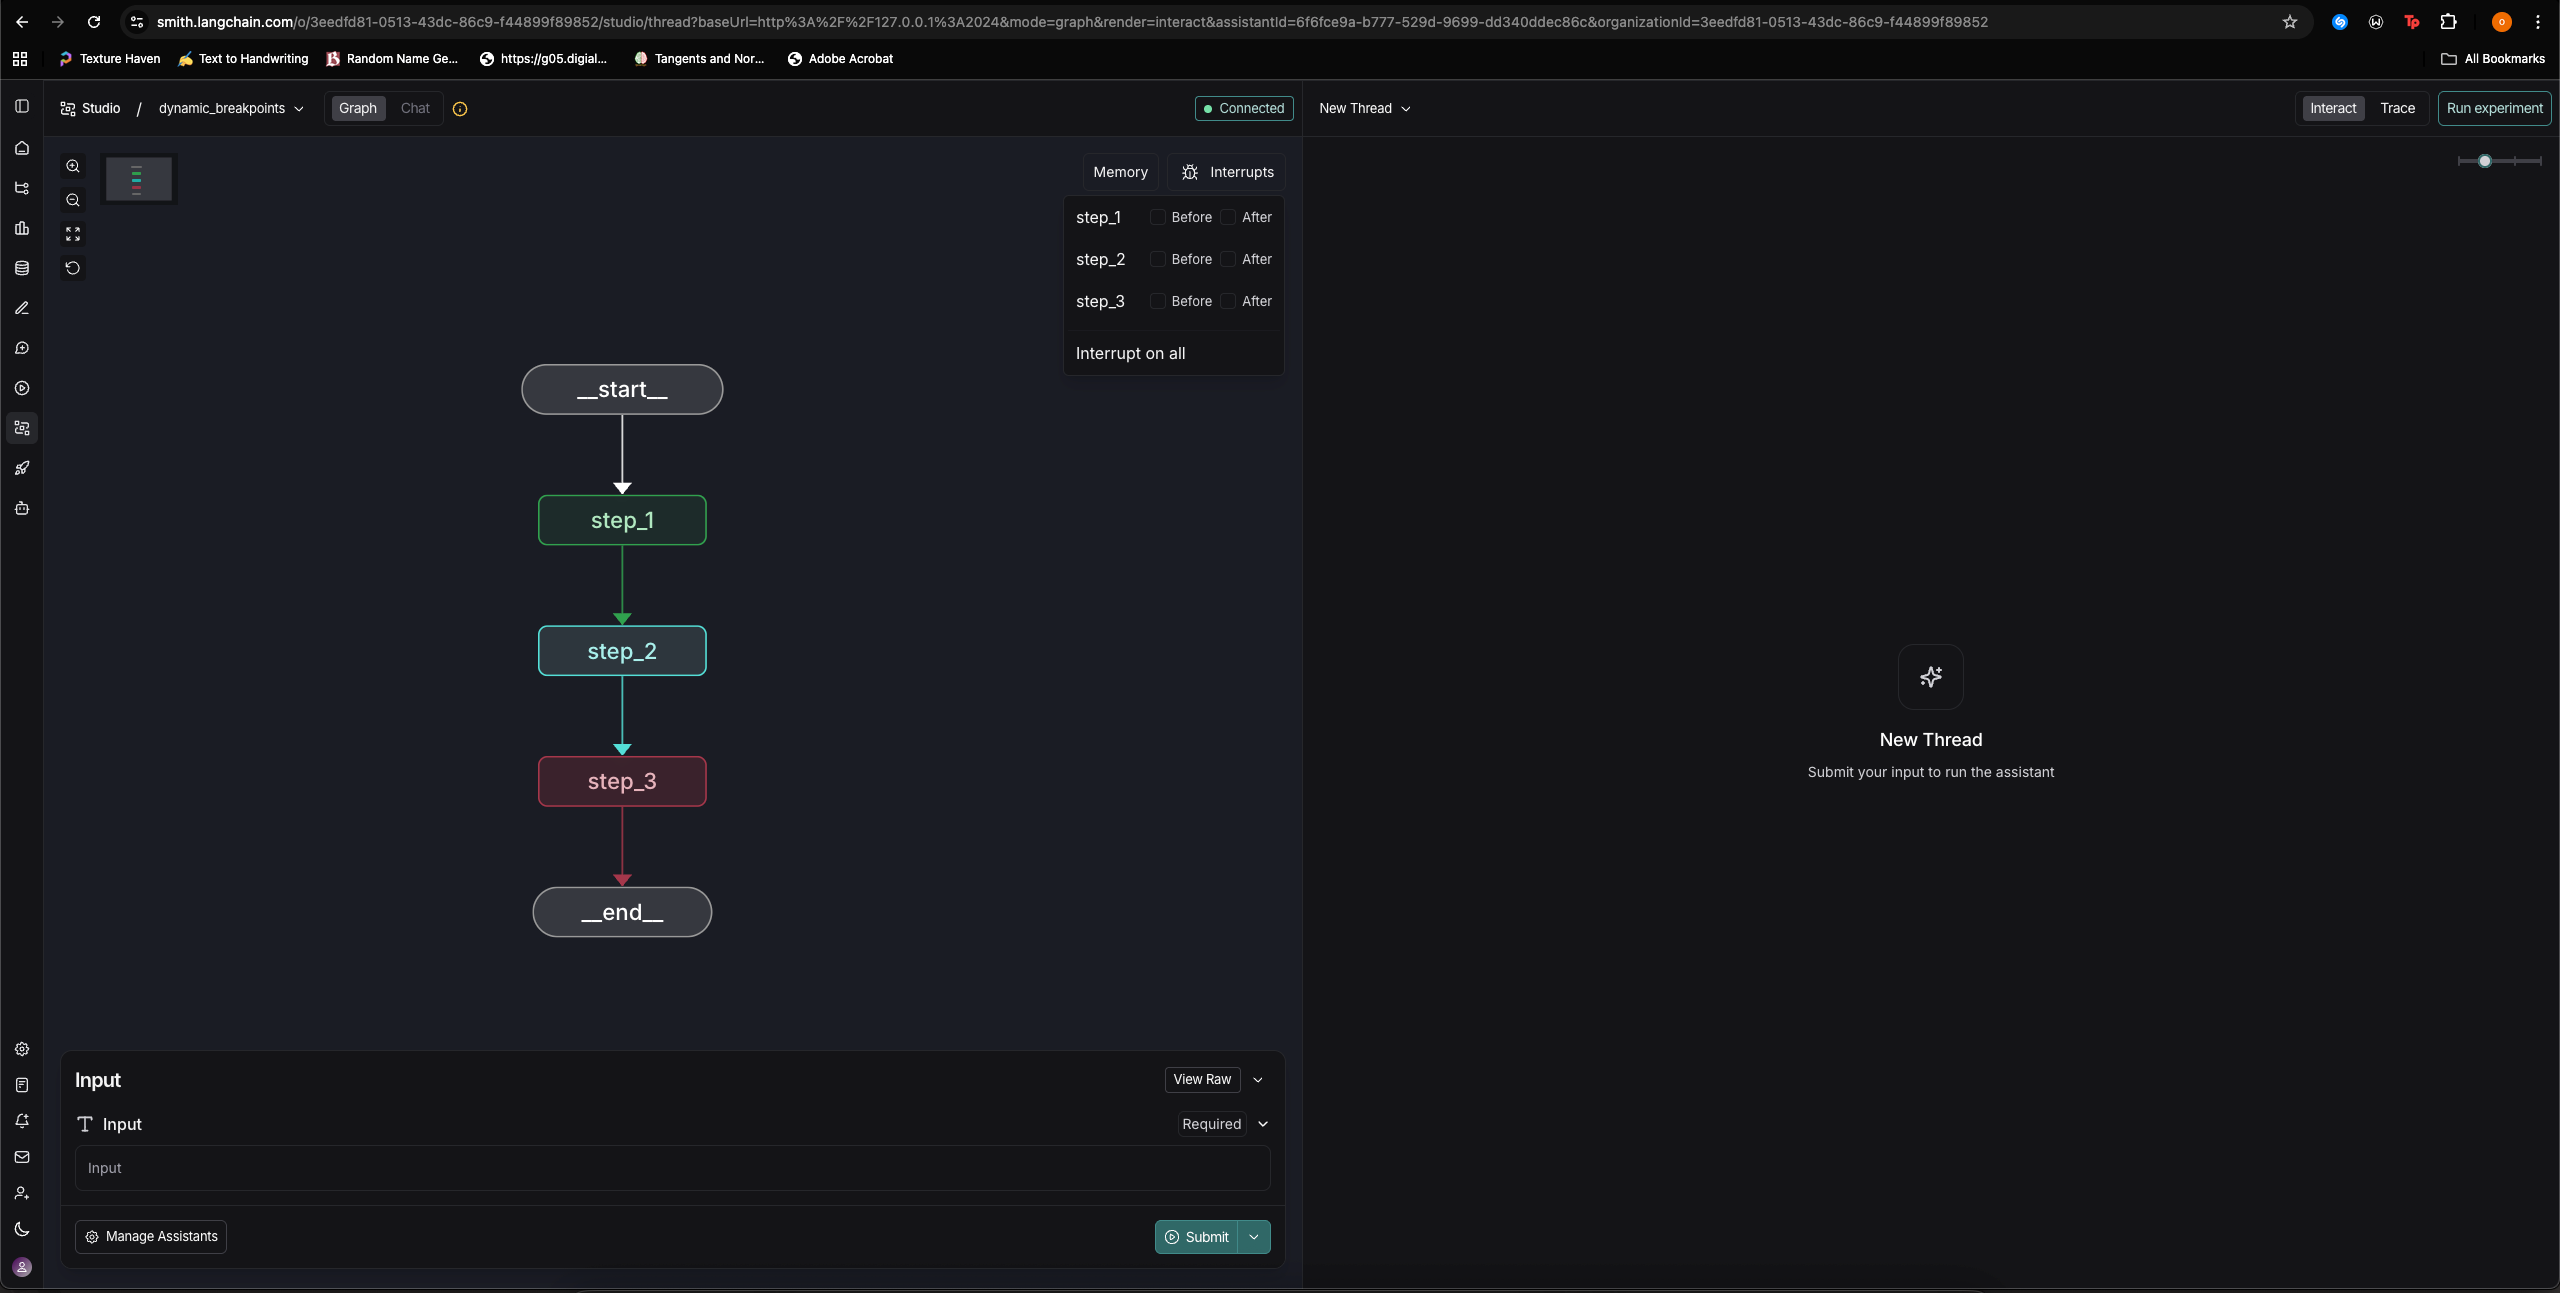 smith.langchain.com/o/3eedfd81-0513-43dc-86c9-f44899f89852/studio/thread?baseUrl=http%3A%2F%2F127.0.0.1%3A2024&mode=graph&render=interact&assistantId=6f6fce9a-b777-529d-9699-dd340ddec86c&organizationId=3eedfd81-0513-43dc-86c9-f44899f89852
Texture Haven Text to Handwriting Random Name Ge... https://g05.digial... Tangents and Nor... Adobe Acrobat All Bookmarks
Studio / dynamic_breakpoints Graph Chat Connected
New Thread Interact Trace Run experiment
Memory Interrupts
step_1 Before After
step_2 Before After
step_3 Before After
Interrupt on all
__start__
step_1
step_2
step_3
__end__
New Thread
Submit your input to run the assistant
Input View Raw
Input Required
Input
Manage Assistants Submit